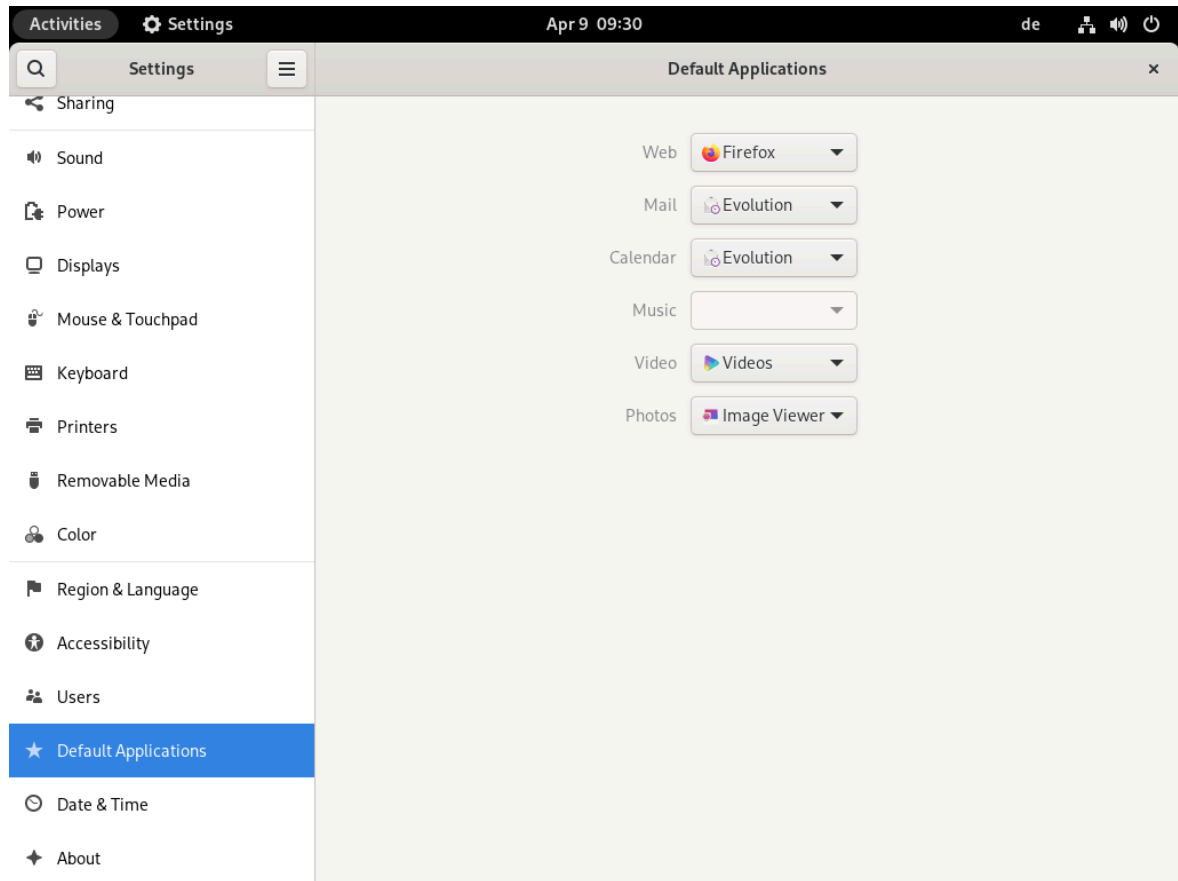 Activities Settings Apr 9 09:30 de
Settings Default Applications
Sharing
Sound
Power
Displays
Mouse & Touchpad
Keyboard
Printers
Removable Media
Color
Region & Language
Accessibility
Users
Default Applications
Date & Time
About
Web Firefox
Mail Evolution
Calendar Evolution
Music
Video Videos
Photos Image Viewer